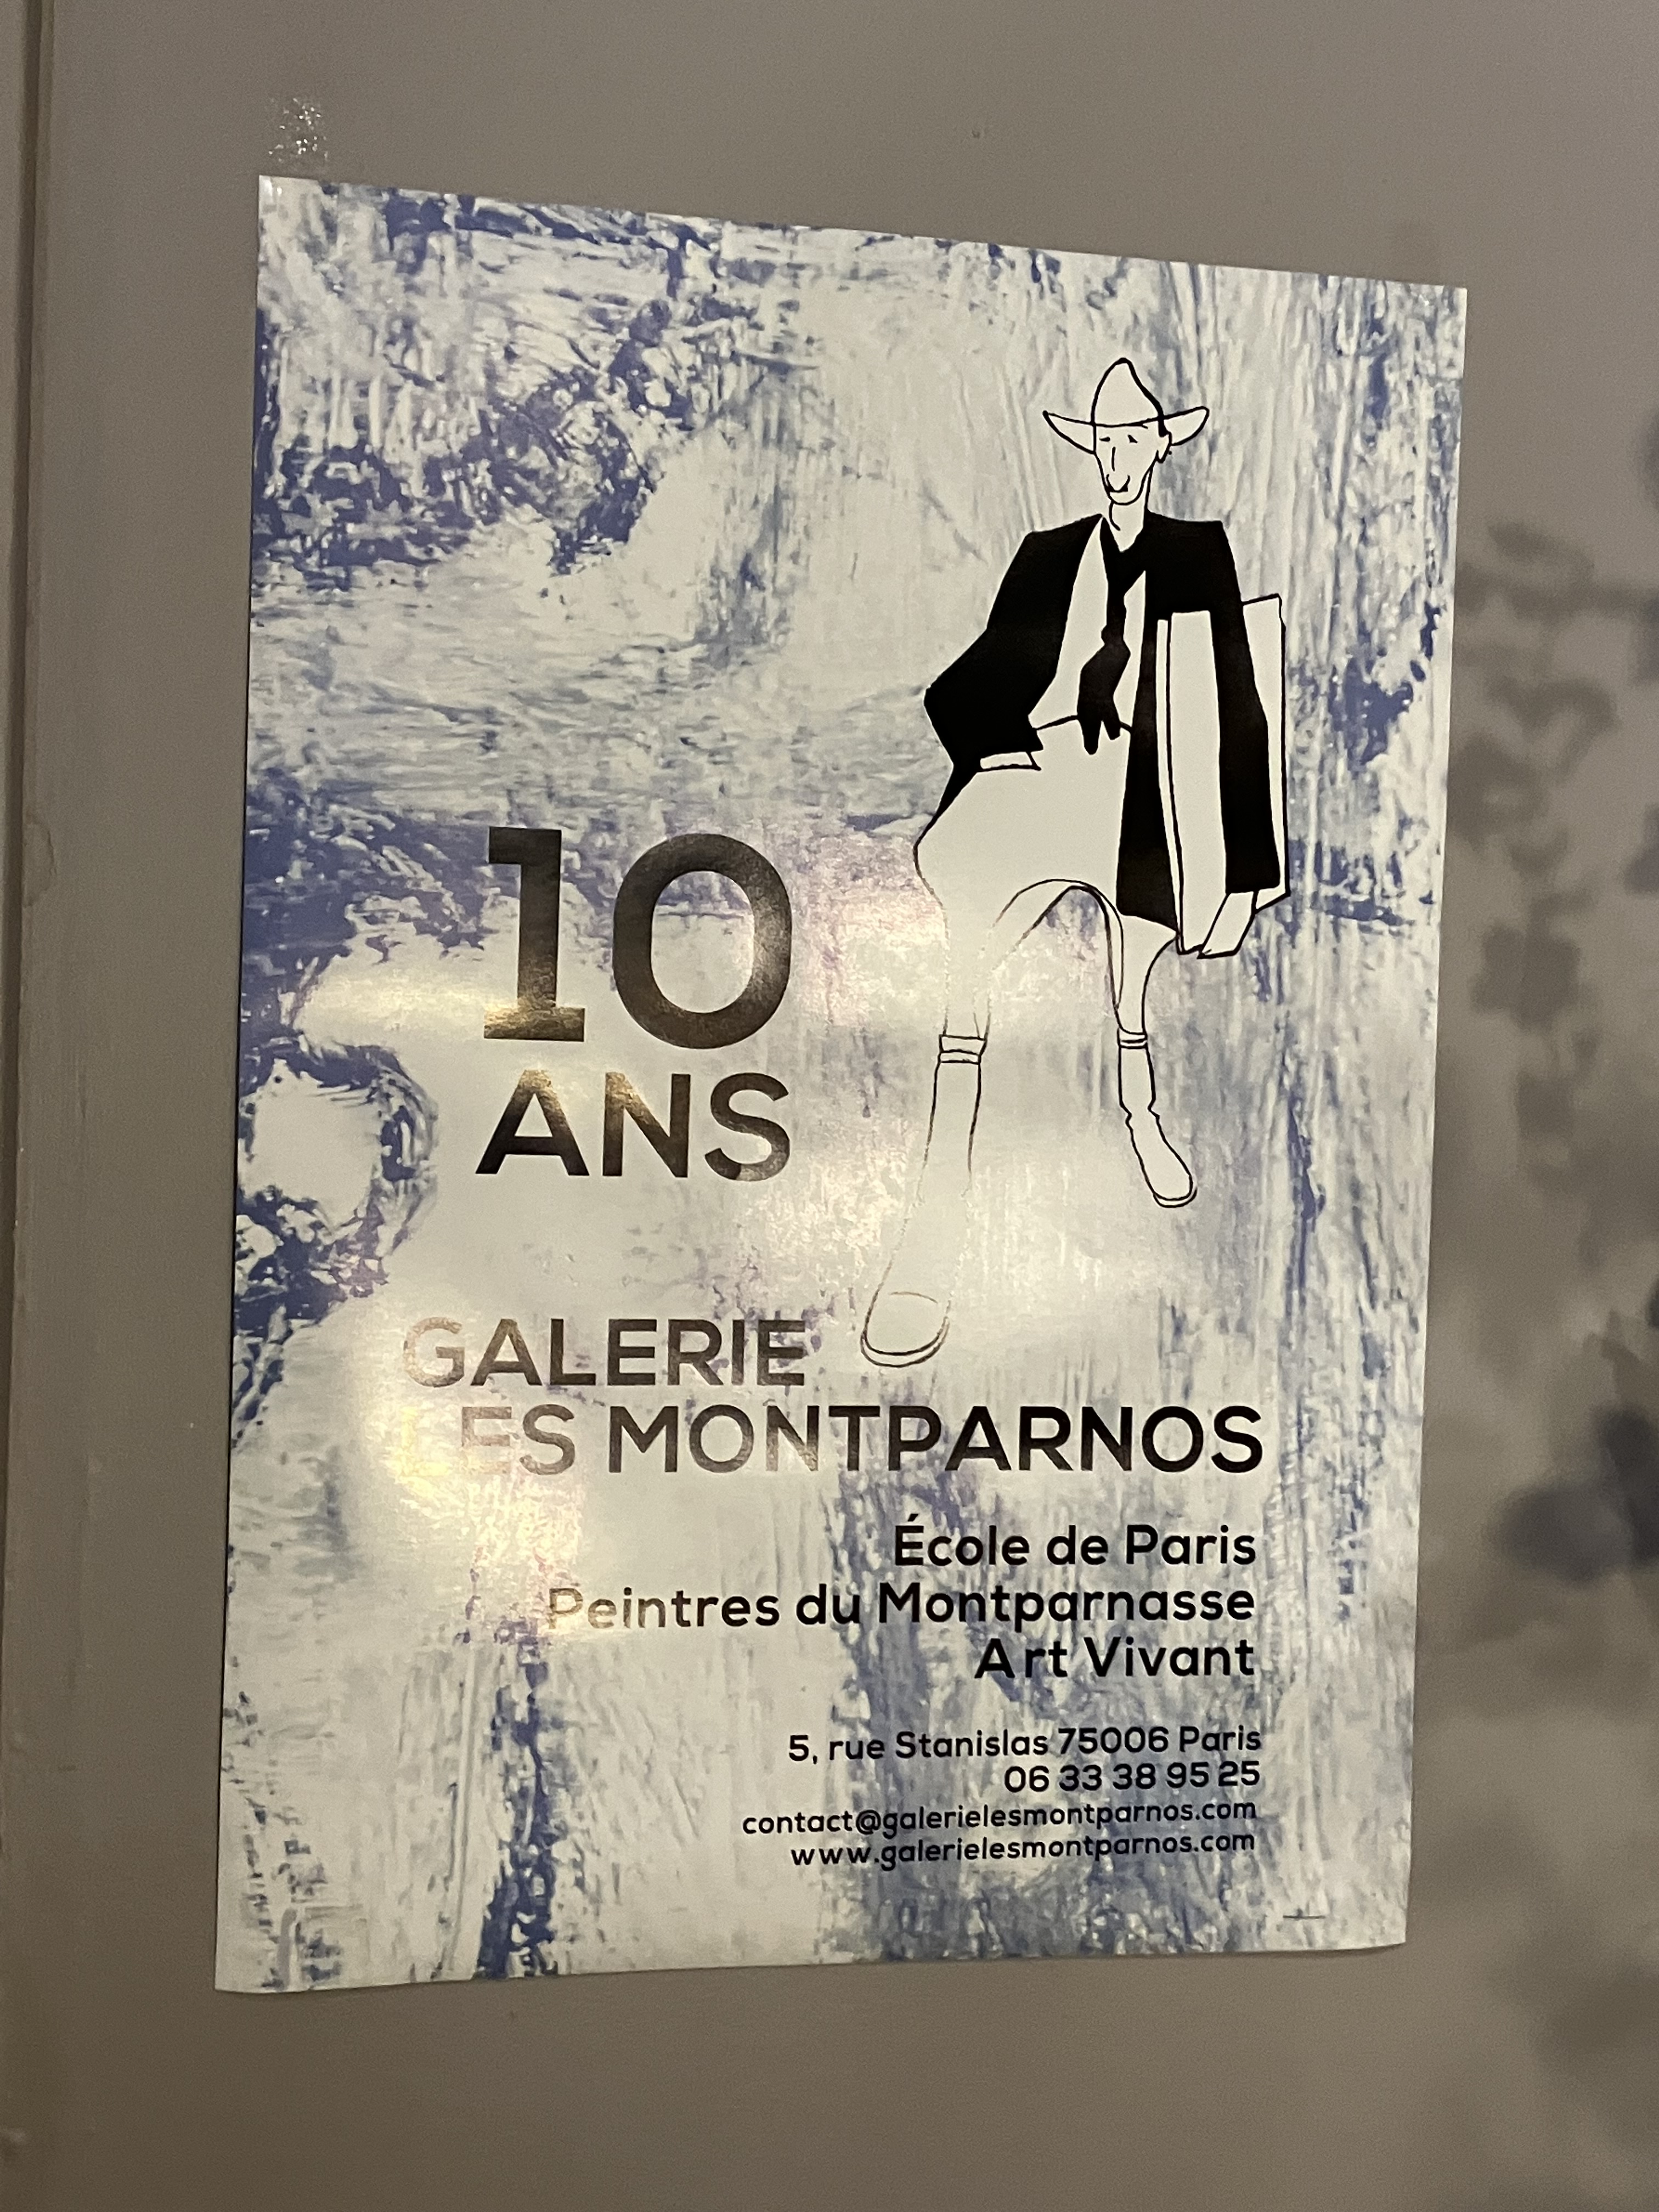 10
ANS
GALERIE
LES MONTPARNOS
École de Paris
Peintres du Montparnasse
Art Vivant
5, rue Stanislas 75006 Paris
06 33 38 95 25
contact@galerielesmontparnos.com
www.galerielesmontparnos.com